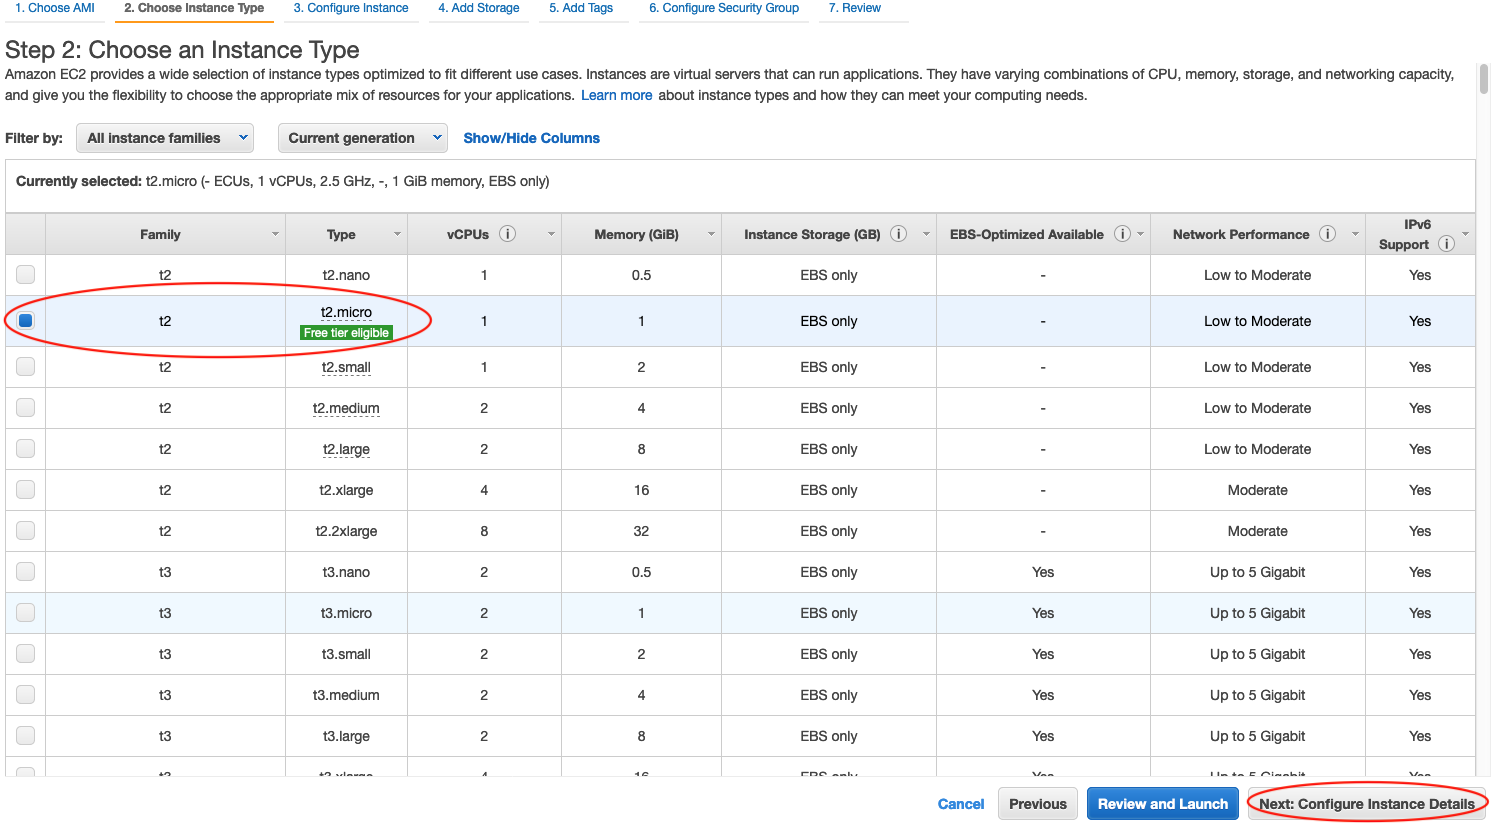 1. Choose AMI 2. Choose Instance Type 3. Configure Instance 4. Add Storage 5. Add Tags 6. Configure Security Group 7. Review
Step 2: Choose an Instance Type
Amazon EC2 provides a wide selection of instance types optimized to fit different use cases. Instances are virtual servers that can run applications. They have varying combinations of CPU, memory, storage, and networking capacity,
and give you the flexibility to choose the appropriate mix of resources for your applications. Learn more about instance types and how they can meet your computing needs.
Filter by: All instance families Current generation Show/Hide Columns
Currently selected: t2.micro (- ECUs, 1 vCPUs, 2.5 GHz, -, 1 GiB memory, EBS only)
Family Type vCPUs i Memory (GiB) Instance Storage (GB) i EBS-Optimized Available i Network Performance i IPv6 Support i
t2 t2.nano 1 0.5 EBS only - Low to Moderate Yes
t2 t2.micro Free tier eligible 1 1 EBS only - Low to Moderate Yes
t2 t2.small 1 2 EBS only - Low to Moderate Yes
t2 t2.medium 2 4 EBS only - Low to Moderate Yes
t2 t2.large 2 8 EBS only - Low to Moderate Yes
t2 t2.xlarge 4 16 EBS only - Moderate Yes
t2 t2.2xlarge 8 32 EBS only - Moderate Yes
t3 t3.nano 2 0.5 EBS only Yes Up to 5 Gigabit Yes
t3 t3.micro 2 1 EBS only Yes Up to 5 Gigabit Yes
t3 t3.small 2 2 EBS only Yes Up to 5 Gigabit Yes
t3 t3.medium 2 4 EBS only Yes Up to 5 Gigabit Yes
t3 t3.large 2 8 EBS only Yes Up to 5 Gigabit Yes
t3 t3.xlarge 4 16 EBS only Yes Up to 5 Gigabit Yes
Cancel Previous Review and Launch Next: Configure Instance Details